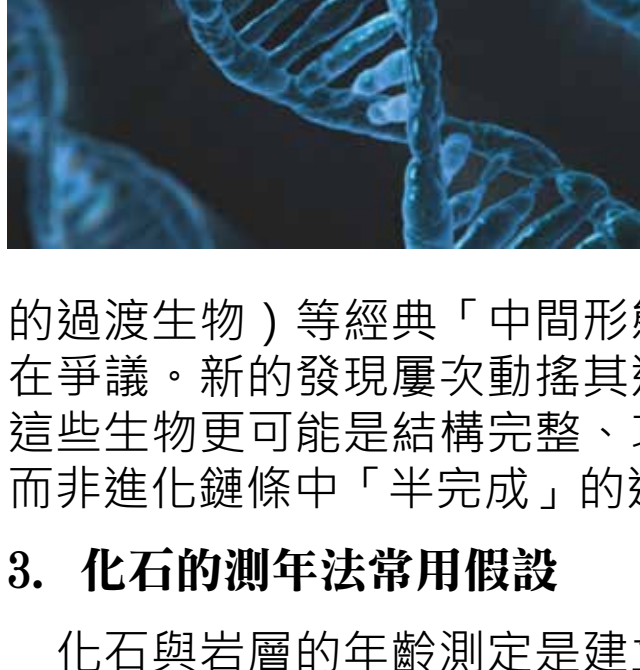 的過渡生物）等經典「中間形
在爭議。新的發現屢次動搖其
這些生物更可能是結構完整、
而非進化鏈條中「半完成」的
3. 化石的測年法常用假設
化石與岩層的年齡測定是建